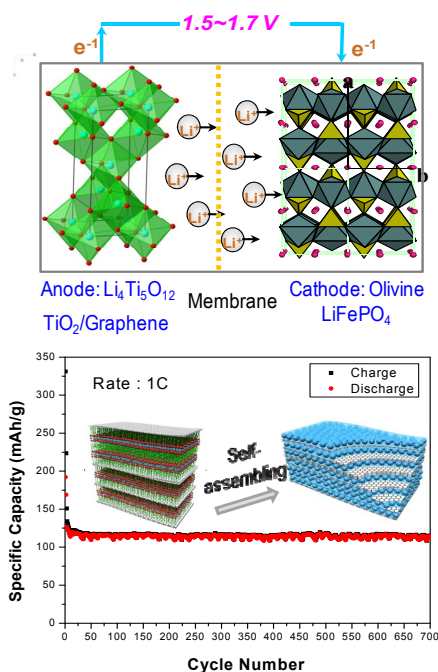 1.5~1.7 V
e⁻¹ e⁻¹
a
Li⁺
Li⁺
Li⁺
Li⁺
b
Li⁺
Li⁺
Li⁺
Li⁺
Anode: Li₄Ti₅O₁₂ Membrane Cathode: Olivine
TiO₂/Graphene LiFePO₄
350
300
250
200
150
100
50
0
Specific Capacity (mAh/g)
Rate : 1C
Charge
Discharge
Self-
assembling
0 50 100 150 200 250 300 350 400 450 500 550 600 650 700
Cycle Number